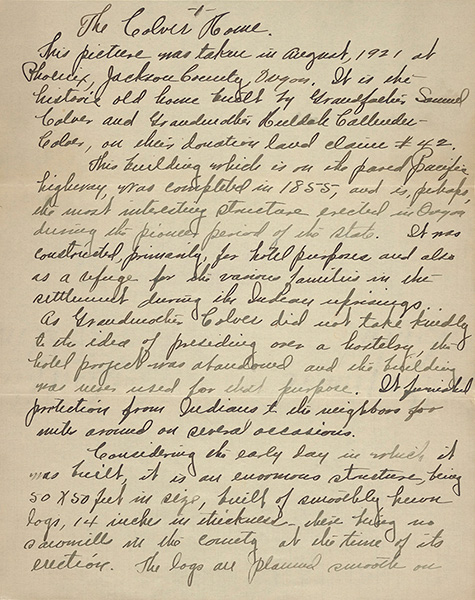 The Colver Home.
This picture was taken in August, 1921 at
Phoenix, Jackson County, Oregon. It is the
historic old home built by Grandfather Samuel
Colver and Grandmother Huldah Callender-
Colver, on their donation land claim # 42.
This building which is on the paved Pacific
highway, was completed in 1855, and is, perhaps,
the most interesting structure erected in Oregon
during the pioneer period of the state. It was
constructed, primarily, for hotel purposes and also
as a refuge for the various families in the
settlement during the Indian uprisings.
As Grandmother Colver did not take kindly
to the idea of presiding over a hostelry, the
hotel project was abandoned and the building
was never used for that purpose. It furnished
protection from Indians to the neighbors for
miles around on several occasions.
Considering the early day in which it
was built, it is an enormous structure, being
50 X 50 feet in size, built of smoothly hewn
logs, 14 inches in thickness - there being no
sawmills in the county at the time of its
erection. The logs are planned smooth on